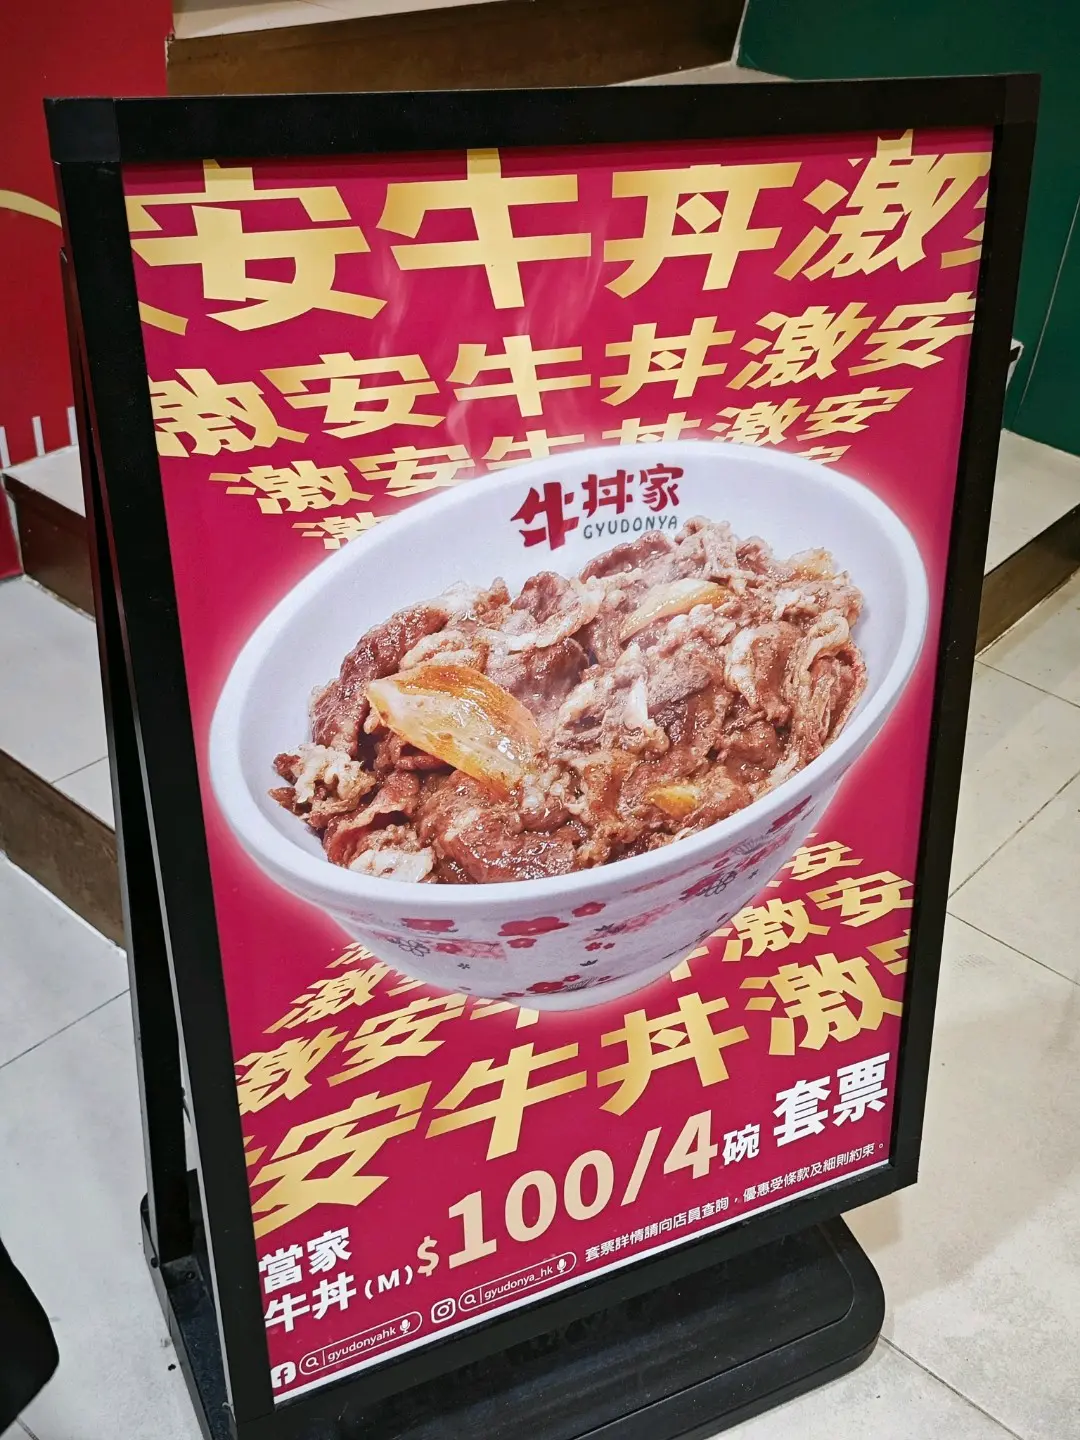 安牛丼激
激安牛丼激安
激安牛丼激安
激
牛丼家
GYUDONYA
安
激安
激
激安牛丼激
安牛丼激
當家
牛丼(M) $100/4碗 套票
套票詳情請向店員查詢，優惠受條款及細則約束。
gyudonyahk
gyudonya_hk